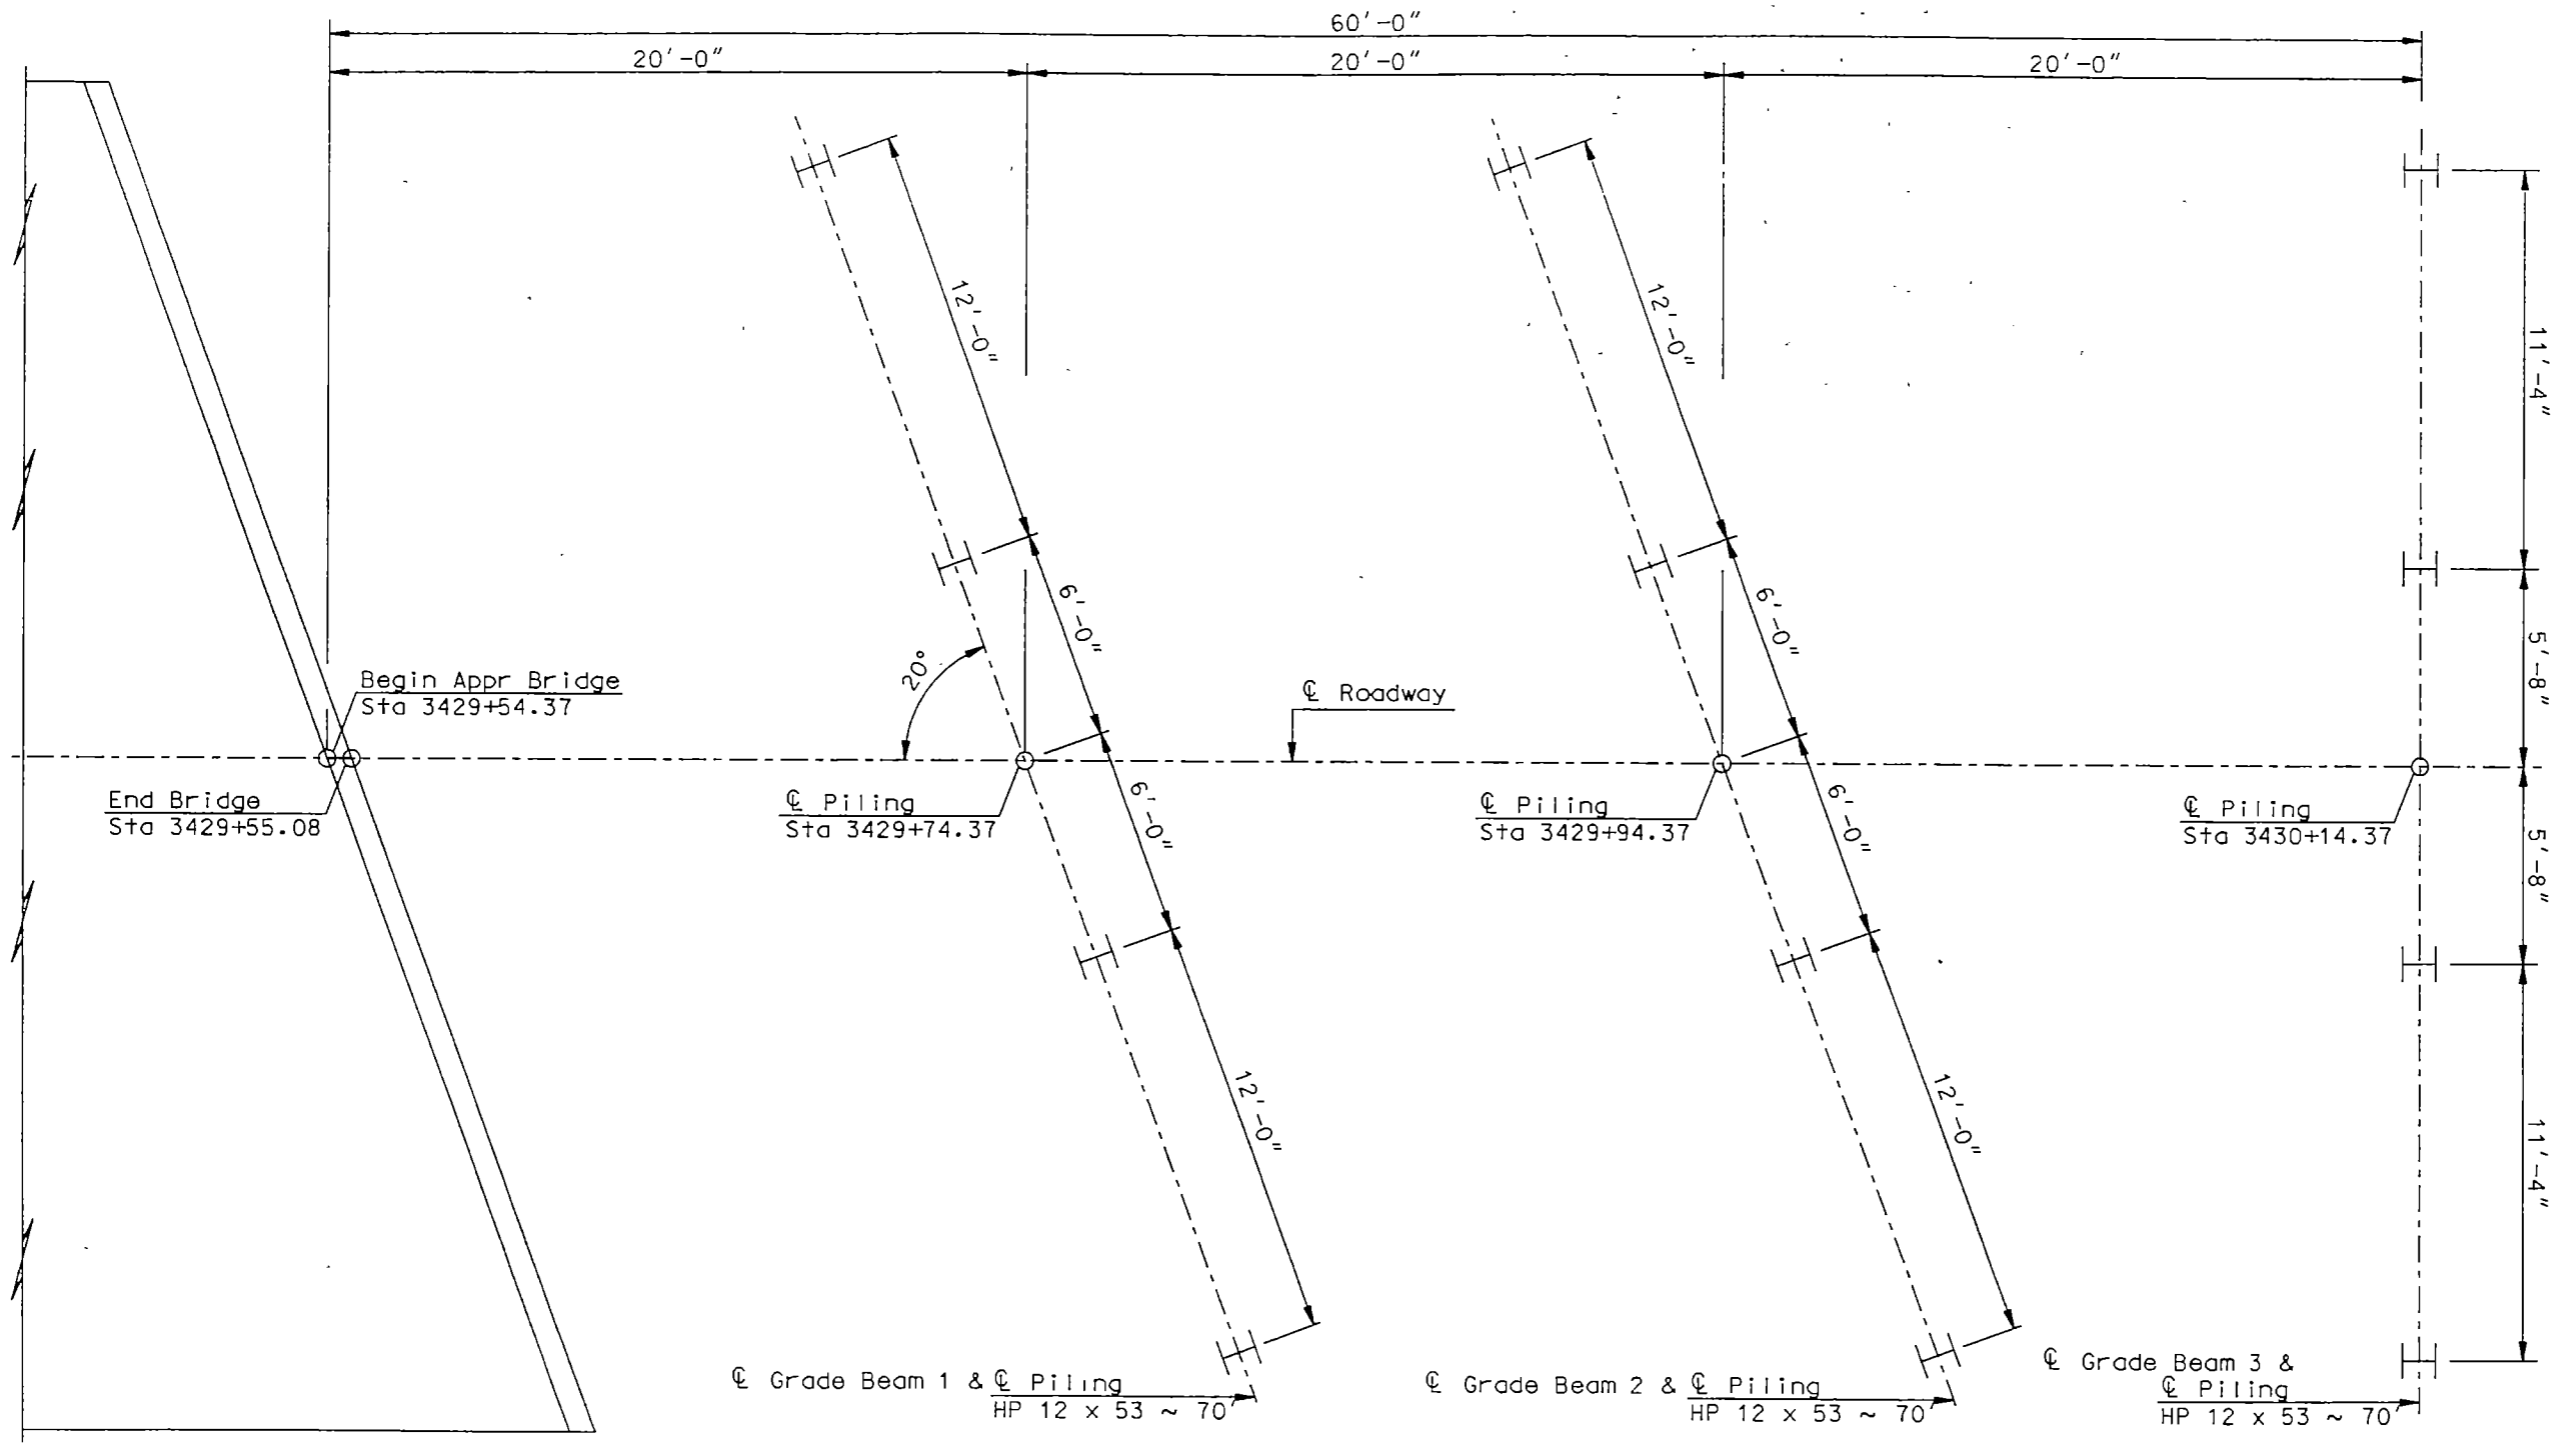 60'-0"
20'-0"
20'-0"
20'-0"
12'-0"
12'-0"
11'-4"
6'-0"
6'-0"
5'-8"
20°
Begin Appr Bridge
Sta 3429+54.37
℄ Roadway
End Bridge
Sta 3429+55.08
℄ Piling
Sta 3429+74.37
6'-0"
℄ Piling
Sta 3429+94.37
6'-0"
℄ Piling
Sta 3430+14.37
5'-8"
12'-0"
12'-0"
11'-4"
℄ Grade Beam 1 & ℄ Piling
HP 12 x 53 ~ 70'
℄ Grade Beam 2 & ℄ Piling
HP 12 x 53 ~ 70'
℄ Grade Beam 3 &
℄ Piling
HP 12 x 53 ~ 70'